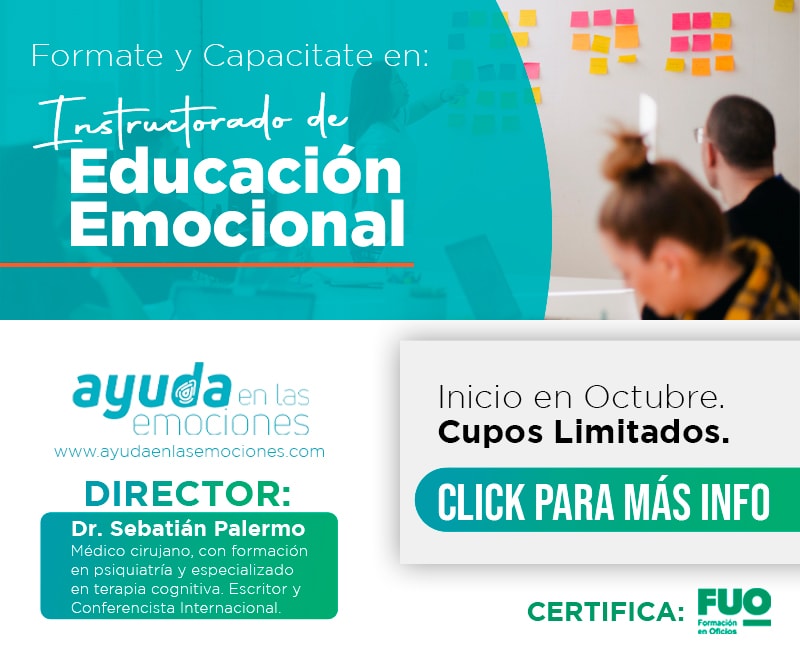 Formate y Capacitate en:
Instructorado de
Educación
Emocional
ayuda en las
emociones
www.ayudaenlasemociones.com
DIRECTOR:
Dr. Sebatián Palermo
Médico cirujano, con formación
en psiquiatría y especializado
en terapia cognitiva. Escritor y
Conferencista Internacional.
Inicio en Octubre.
Cupos Limitados.
CLICK PARA MÁS INFO
CERTIFICA: FUO
Formación
en Oficios